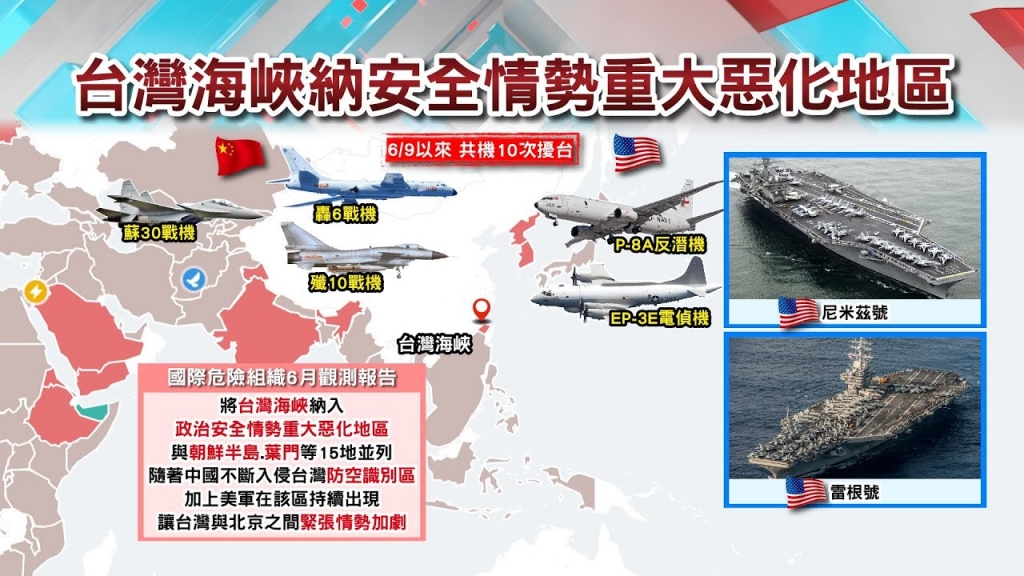 台灣海峽納安全情勢重大惡化地區
6/9以來 共機10次擾台
轟6戰機
蘇30戰機
P-8A反潛機
殲10戰機
EP-3E電偵機
尼米茲號
台灣海峽
國際危險組織6月觀測報告
將台灣海峽納入
政治安全情勢重大惡化地區
與朝鮮半島.葉門等15地並列
隨著中國不斷入侵台灣防空識別區
加上美軍在該區持續出現
讓台灣與北京之間緊張情勢加劇
雷根號